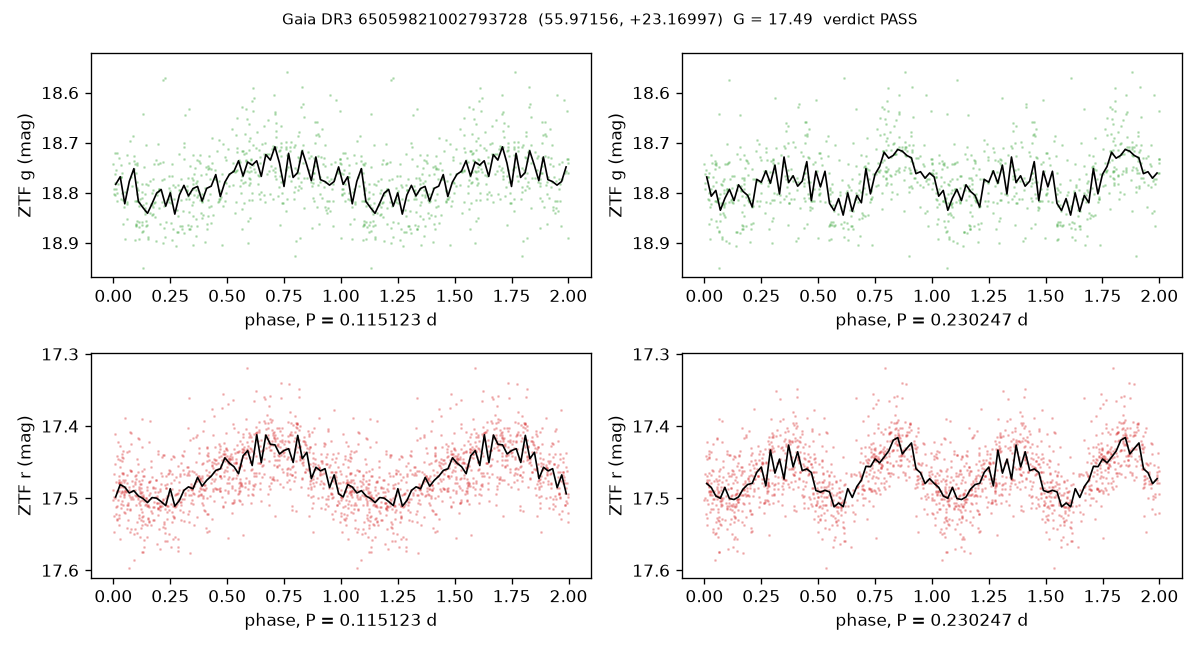 Gaia DR3 65059821002793728  (55.97156, +23.16997)  G = 17.49  verdict PASS
ZTF g (mag)
18.6
18.7
18.8
18.9
0.00 0.25 0.50 0.75 1.00 1.25 1.50 1.75 2.00
phase, P = 0.115123 d
ZTF g (mag)
18.6
18.7
18.8
18.9
0.00 0.25 0.50 0.75 1.00 1.25 1.50 1.75 2.00
phase, P = 0.230247 d
ZTF r (mag)
17.3
17.4
17.5
17.6
0.00 0.25 0.50 0.75 1.00 1.25 1.50 1.75 2.00
phase, P = 0.115123 d
ZTF r (mag)
17.3
17.4
17.5
17.6
0.00 0.25 0.50 0.75 1.00 1.25 1.50 1.75 2.00
phase, P = 0.230247 d